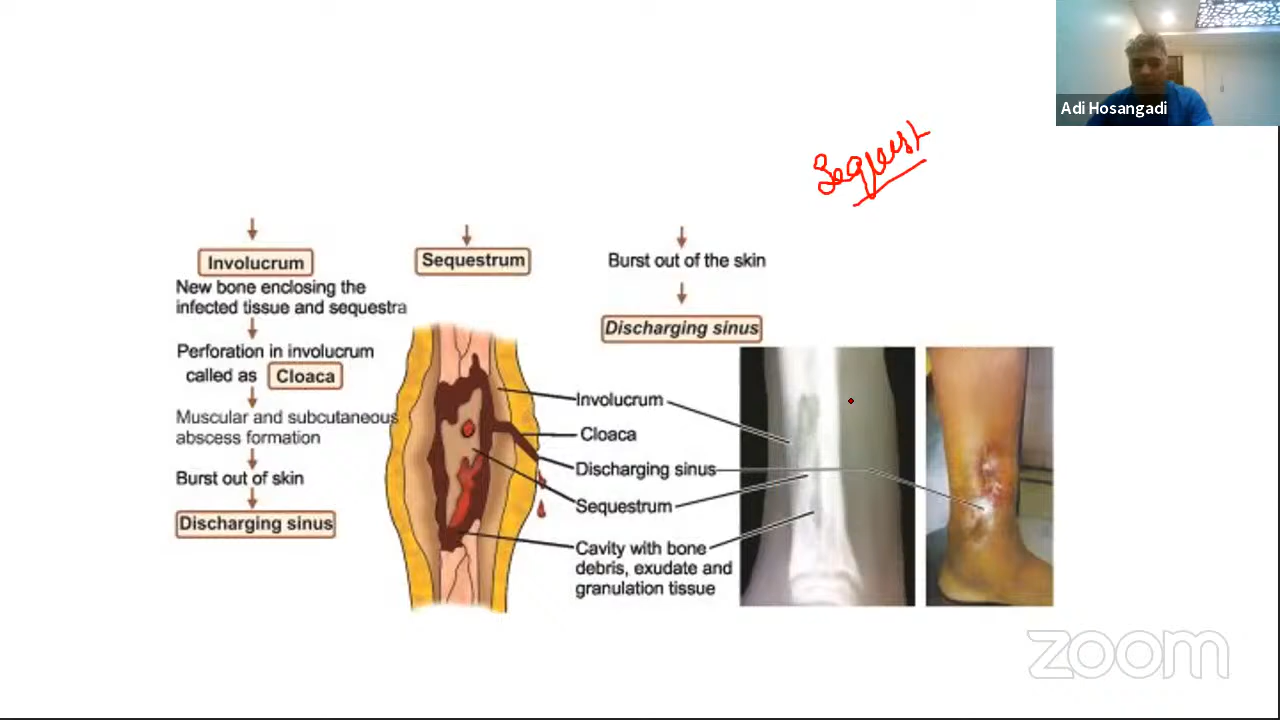 Adi Hosangadi
Sequest
Involucrum
New bone enclosing the
infected tissue and sequestra
Perforation in involucrum
called as Cloaca
Muscular and subcutaneous
abscess formation
Burst out of skin
Discharging sinus
Sequestrum
Burst out of the skin
Discharging sinus
Involucrum
Cloaca
Discharging sinus
Sequestrum
Cavity with bone
debris, exudate and
granulation tissue
zoom